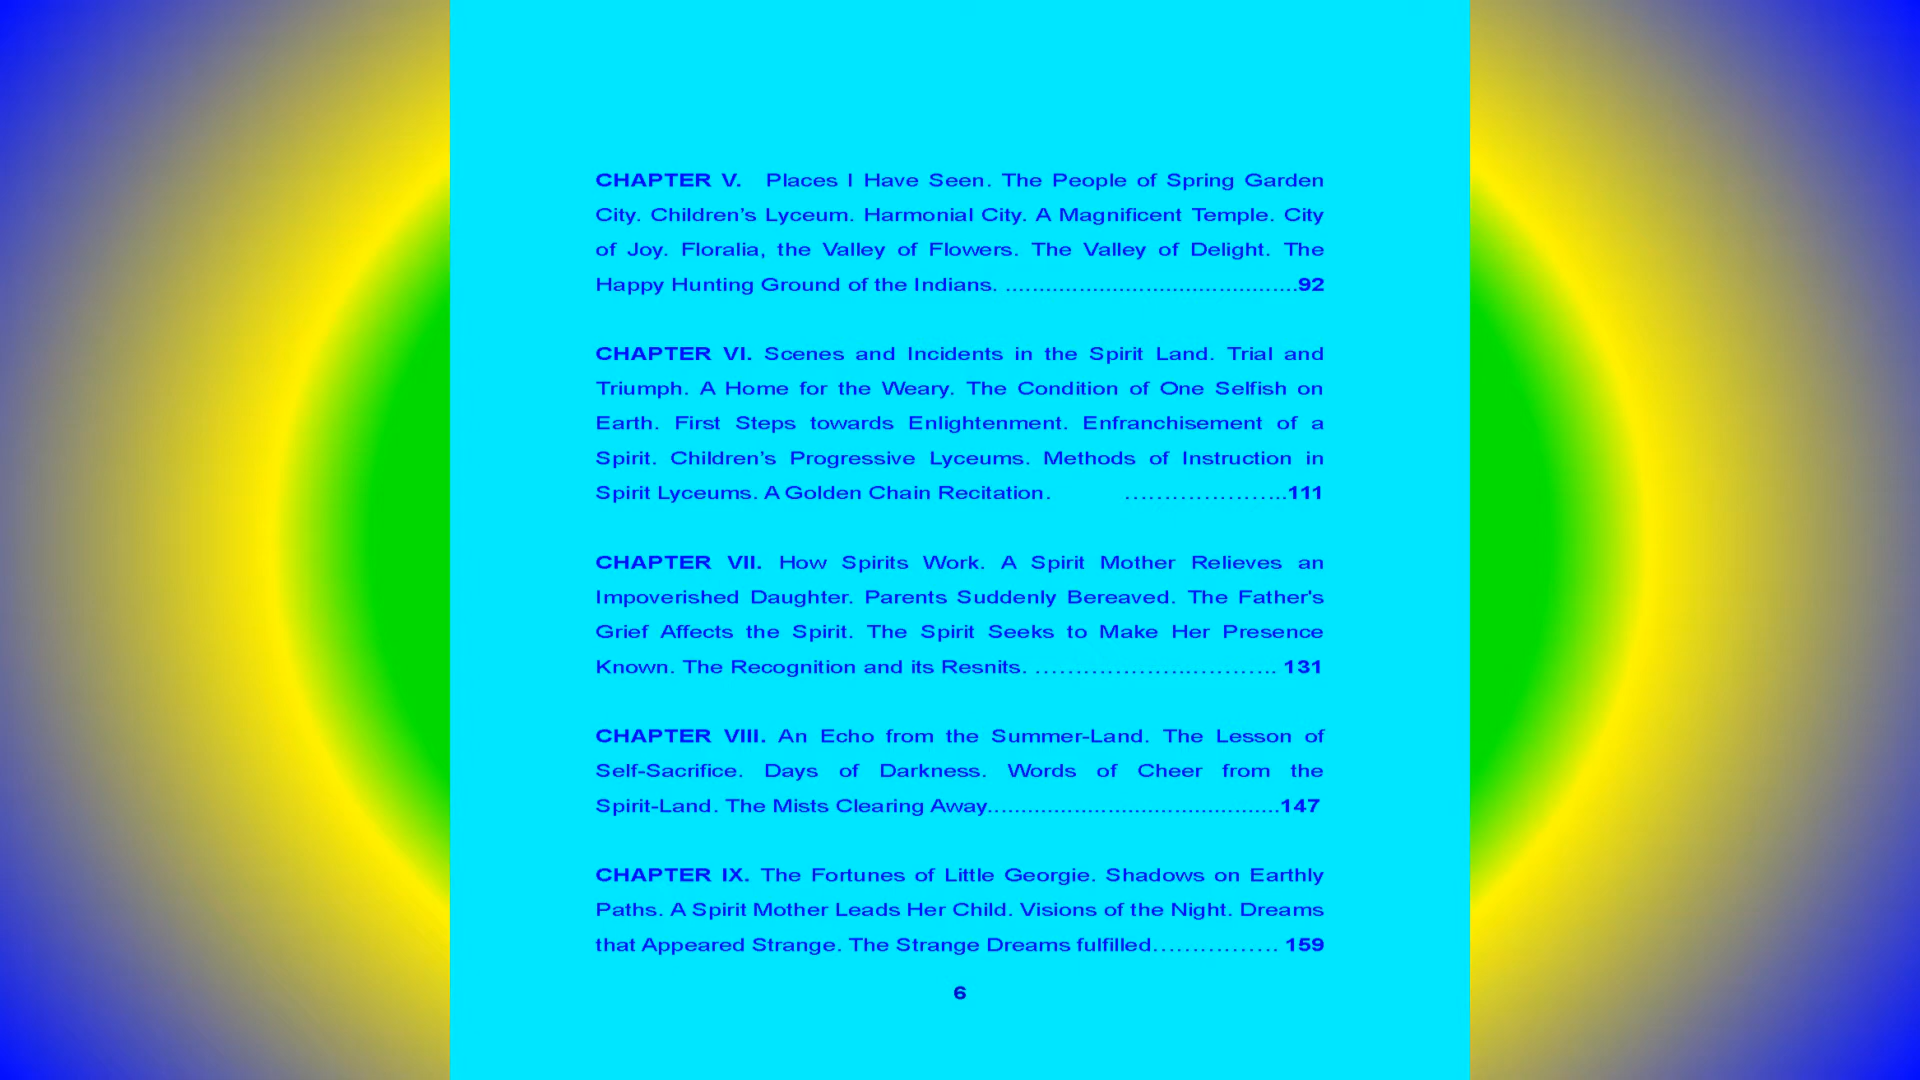 CHAPTER V. Places I Have Seen. The People of Spring Garden
City. Children’s Lyceum. Harmonial City. A Magnificent Temple. City
of Joy. Floralia, the Valley of Flowers. The Valley of Delight. The
Happy Hunting Ground of the Indians. ............................................92
CHAPTER VI. Scenes and Incidents in the Spirit Land. Trial and
Triumph. A Home for the Weary. The Condition of One Selfish on
Earth. First Steps towards Enlightenment. Enfranchisement of a
Spirit. Children’s Progressive Lyceums. Methods of Instruction in
Spirit Lyceums. A Golden Chain Recitation. ……………………..111
CHAPTER VII. How Spirits Work. A Spirit Mother Relieves an
Impoverished Daughter. Parents Suddenly Bereaved. The Father's
Grief Affects the Spirit. The Spirit Seeks to Make Her Presence
Known. The Recognition and its Resnits. ……………………………….. 131
CHAPTER VIII. An Echo from the Summer-Land. The Lesson of
Self-Sacrifice. Days of Darkness. Words of Cheer from the
Spirit-Land. The Mists Clearing Away............................................147
CHAPTER IX. The Fortunes of Little Georgie. Shadows on Earthly
Paths. A Spirit Mother Leads Her Child. Visions of the Night. Dreams
that Appeared Strange. The Strange Dreams fulfilled……………. 159
6